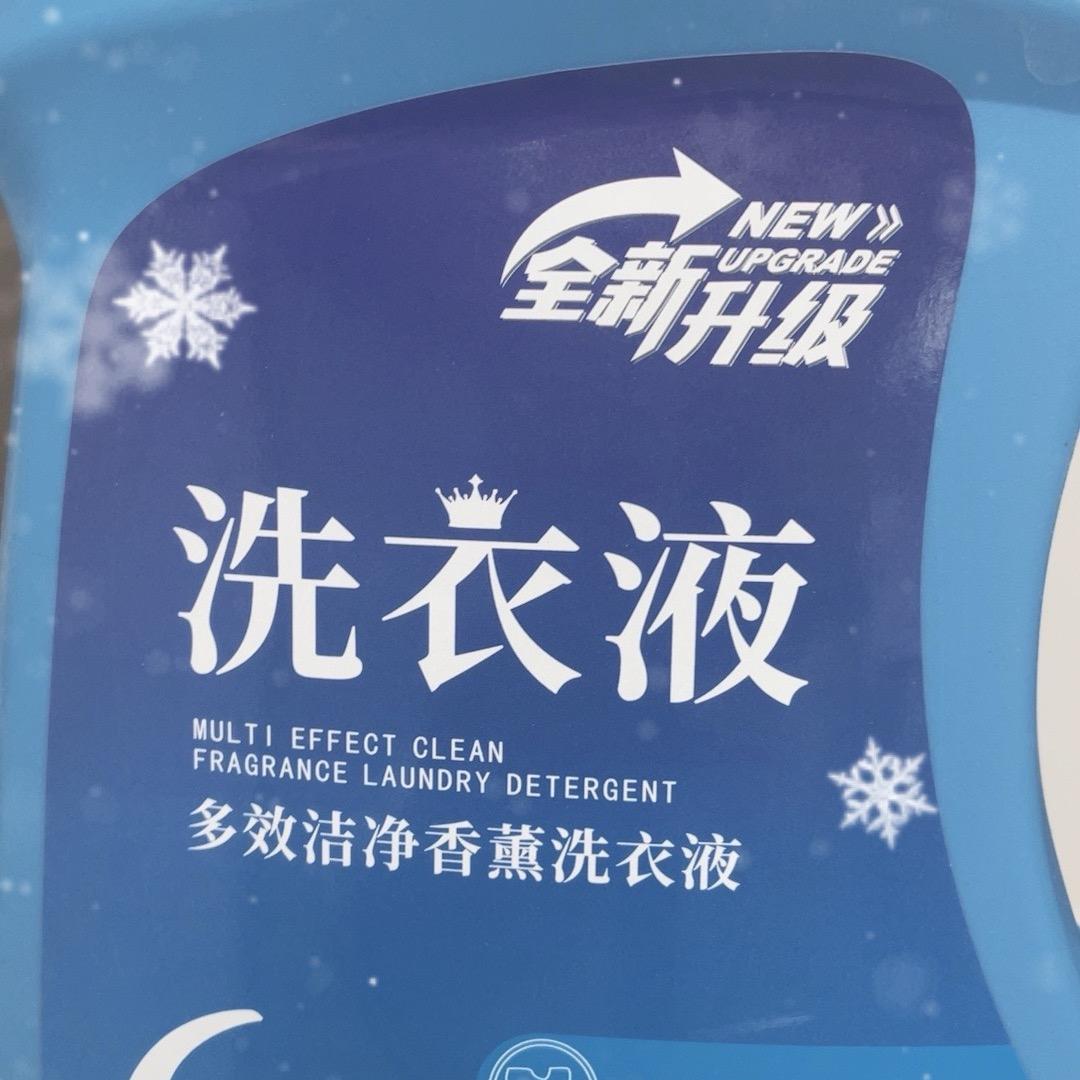 NEW
UPGRADE
全新升级
洗衣液
MULTI EFFECT CLEAN
FRAGRANCE LAUNDRY DETERGENT
多效洁净香薰洗衣液